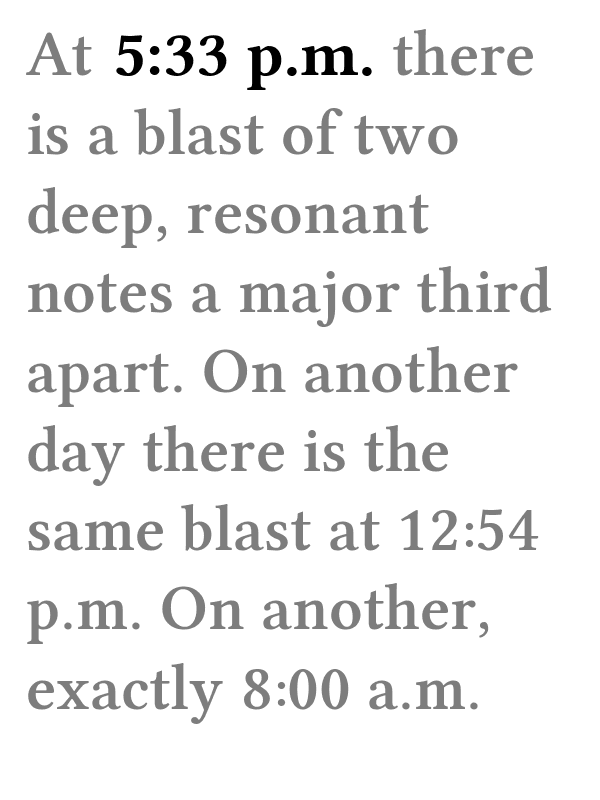 At 5:33 p.m. there
is a blast of two
deep, resonant
notes a major third
apart. On another
day there is the
same blast at 12:54
p.m. On another,
exactly 8:00 a.m.